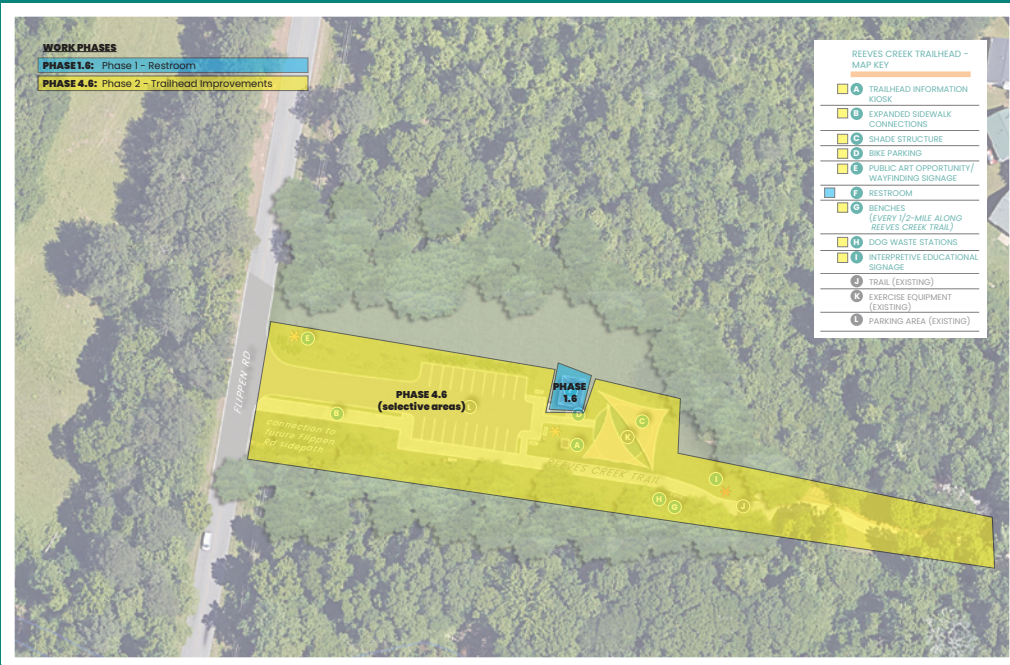 WORK PHASES
PHASE 1.6: Phase 1 - Restroom
PHASE 4.6: Phase 2 - Trailhead Improvements
REEVES CREEK TRAILHEAD -
MAP KEY
A TRAILHEAD INFORMATION
KIOSK
B EXPANDED SIDEWALK
CONNECTIONS
C SHADE STRUCTURE
D BIKE PARKING
E PUBLIC ART OPPORTUNITY/
WAYFINDING SIGNAGE
F RESTROOM
G BENCHES
(EVERY 1/2-MILE ALONG
REEVES CREEK TRAIL)
H DOG WASTE STATIONS
I INTERPRETIVE EDUCATIONAL
SIGNAGE
J TRAIL (EXISTING)
K EXERCISE EQUIPMENT
(EXISTING)
L PARKING AREA (EXISTING)
FLIPPEN RD
E
PHASE 4.6
(selective areas)
L
B
connection to
future Flippen
Rd sidepath
PHASE
1.6
D
C
K
A
REEVES CREEK TRAIL
I
H
G
J